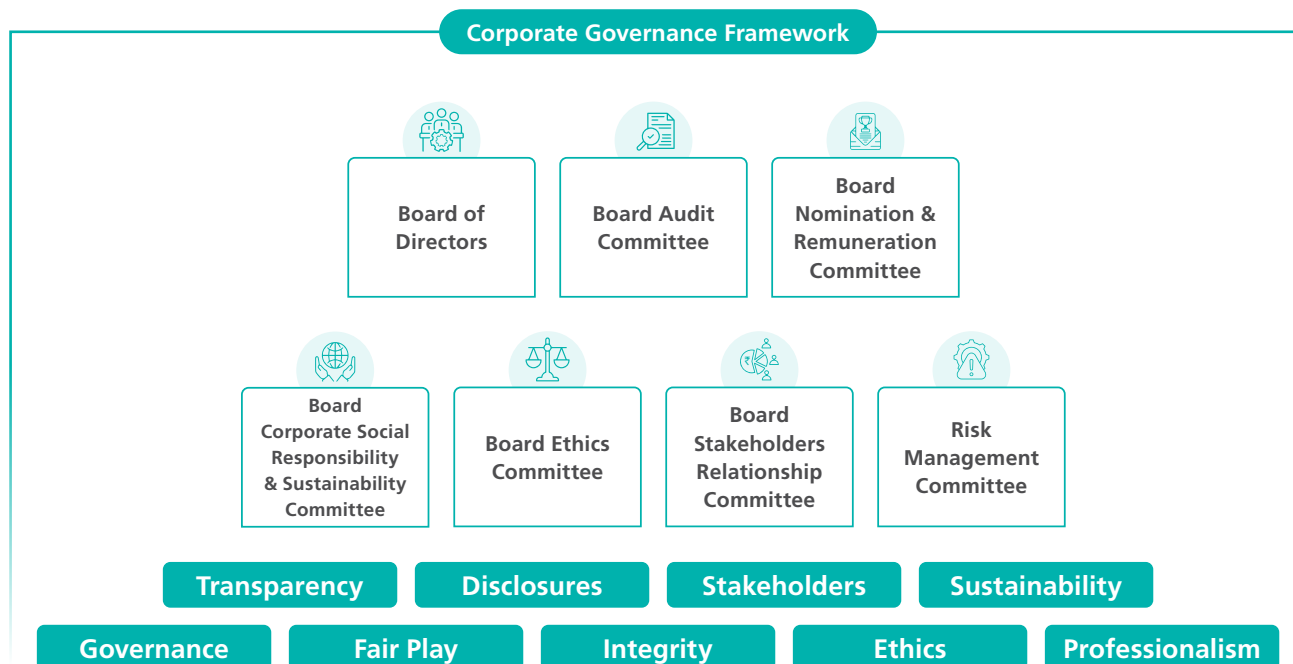 Corporate Governance Framework
Board of
Directors
Board Audit
Committee
Board
Nomination &
Remuneration
Committee
Board
Corporate Social
Responsibility
& Sustainability
Committee
Board Ethics
Committee
₹
Board
Stakeholders
Relationship
Committee
Risk
Management
Committee
Transparency
Disclosures
Stakeholders
Sustainability
Governance
Fair Play
Integrity
Ethics
Professionalism